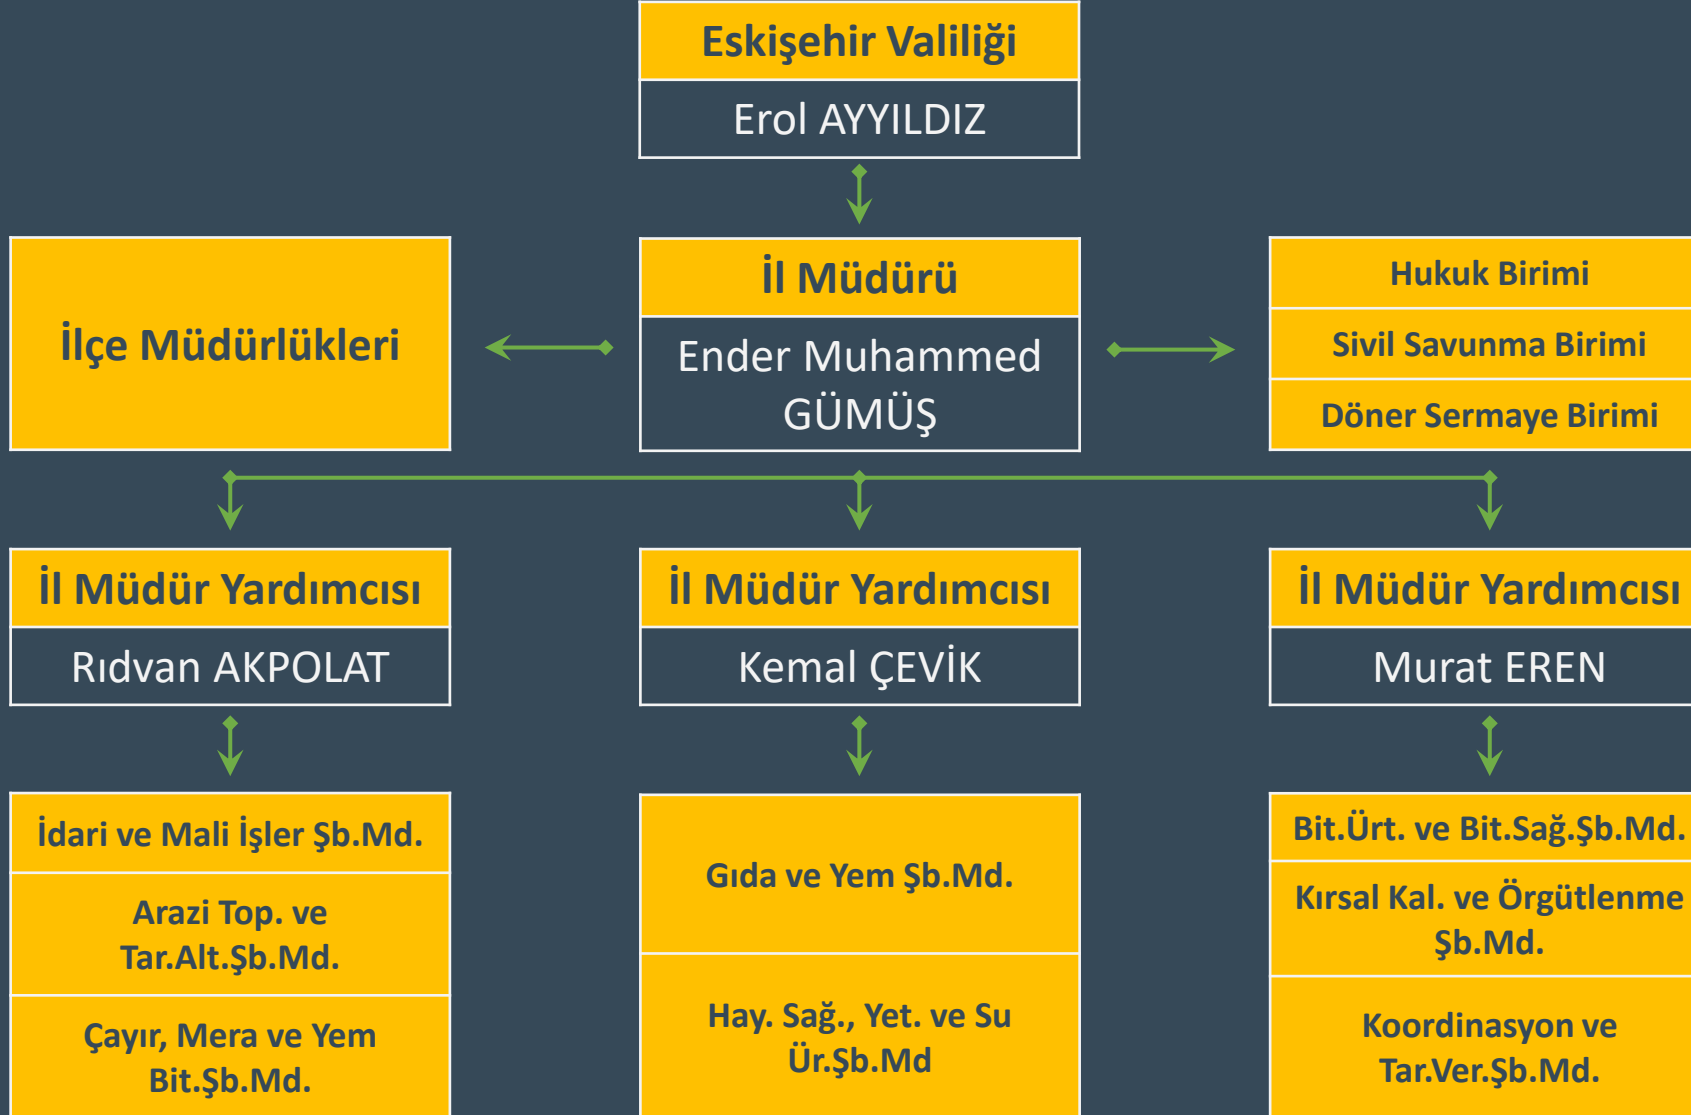 Eskişehir Valiliği
Erol AYYILDIZ
İlçe Müdürlükleri
İl Müdürü
Ender Muhammed
GÜMÜŞ
Hukuk Birimi
Sivil Savunma Birimi
Döner Sermaye Birimi
İl Müdür Yardımcısı
Rıdvan AKPOLAT
İl Müdür Yardımcısı
Kemal ÇEVİK
İl Müdür Yardımcısı
Murat EREN
İdari ve Mali İşler Şb.Md.
Arazi Top. ve
Tar.Alt.Şb.Md.
Çayır, Mera ve Yem
Bit.Şb.Md.
Gıda ve Yem Şb.Md.
Hay. Sağ., Yet. ve Su
Ür.Şb.Md
Bit.Ürt. ve Bit.Sağ.Şb.Md.
Kırsal Kal. ve Örgütlenme
Şb.Md.
Koordinasyon ve
Tar.Ver.Şb.Md.